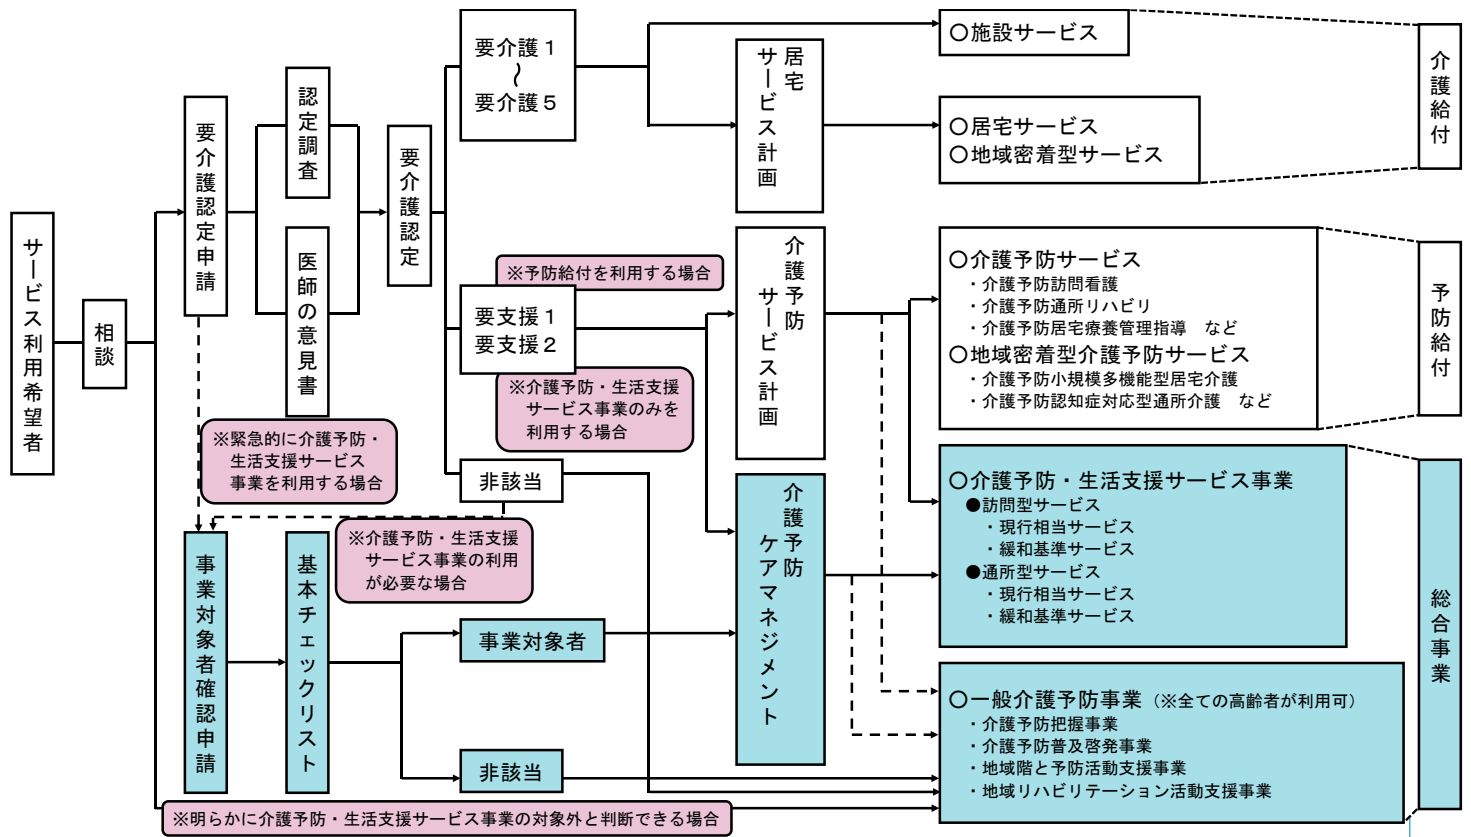 サービス利用希望者
相談
要介護認定申請
認定調査
医師の意見書
要介護認定
要介護１
〜
要介護５
居宅
サービス計画
○施設サービス
○居宅サービス
○地域密着型サービス
介護給付
※予防給付を利用する場合
要支援１
要支援２
※介護予防・生活支援
サービス事業のみを
利用する場合
介護予防
サービス計画
○介護予防サービス
・介護予防訪問看護
・介護予防通所リハビリ
・介護予防居宅療養管理指導　など
○地域密着型介護予防サービス
・介護予防小規模多機能型居宅介護
・介護予防認知症対応型通所介護　など
予防給付
※緊急的に介護予防・
生活支援サービス
事業を利用する場合
非該当
※介護予防・生活支援
サービス事業の利用
が必要な場合
事業対象者確認申請
基本チェックリスト
事業対象者
非該当
介護予防
ケアマネジメント
○介護予防・生活支援サービス事業
●訪問型サービス
・現行相当サービス
・緩和基準サービス
●通所型サービス
・現行相当サービス
・緩和基準サービス
○一般介護予防事業（※全ての高齢者が利用可）
・介護予防把握事業
・介護予防普及啓発事業
・地域階と予防活動支援事業
・地域リハビリテーション活動支援事業
総合事業
※明らかに介護予防・生活支援サービス事業の対象外と判断できる場合